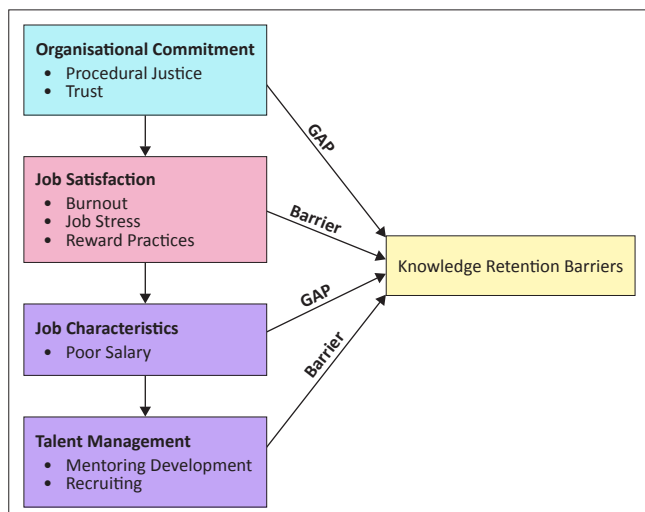 Organisational Commitment
• Procedural Justice
• Trust
GAP
Job Satisfaction
• Burnout
• Job Stress
• Reward Practices
Barrier
Knowledge Retention Barriers
GAP
Job Characteristics
• Poor Salary
Barrier
Talent Management
• Mentoring Development
• Recruiting